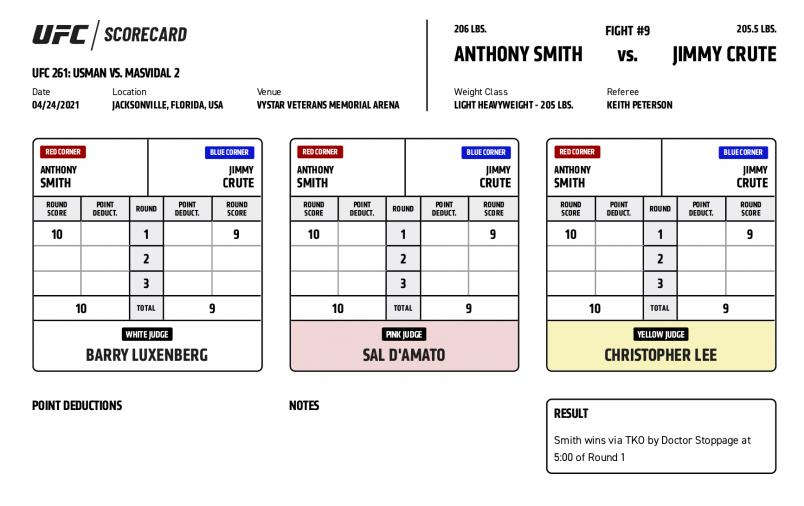 UFC / SCORECARD
UFC 261: USMAN VS. MASVIDAL 2
Date Location Venue
04/24/2021 JACKSONVILLE, FLORIDA, USA VYSTAR VETERANS MEMORIAL ARENA
206 LBS. FIGHT #9 205.5 LBS.
ANTHONY SMITH vs. JIMMY CRUTE
Weight Class Referee
LIGHT HEAVYWEIGHT - 205 LBS. KEITH PETERSON
RED CORNER BLUE CORNER
ANTHONY JIMMY
SMITH CRUTE
ROUND POINT ROUND POINT ROUND
SCORE DEDUCT. DEDUCT. SCORE
10 1 9
2
3
10 TOTAL 9
WHITE JUDGE
BARRY LUXENBERG
RED CORNER BLUE CORNER
ANTHONY JIMMY
SMITH CRUTE
ROUND POINT ROUND POINT ROUND
SCORE DEDUCT. DEDUCT. SCORE
10 1 9
2
3
10 TOTAL 9
PINK JUDGE
SAL D'AMATO
RED CORNER BLUE CORNER
ANTHONY JIMMY
SMITH CRUTE
ROUND POINT ROUND POINT ROUND
SCORE DEDUCT. DEDUCT. SCORE
10 1 9
2
3
10 TOTAL 9
YELLOW JUDGE
CHRISTOPHER LEE
POINT DEDUCTIONS
NOTES
RESULT
Smith wins via TKO by Doctor Stoppage at
5:00 of Round 1